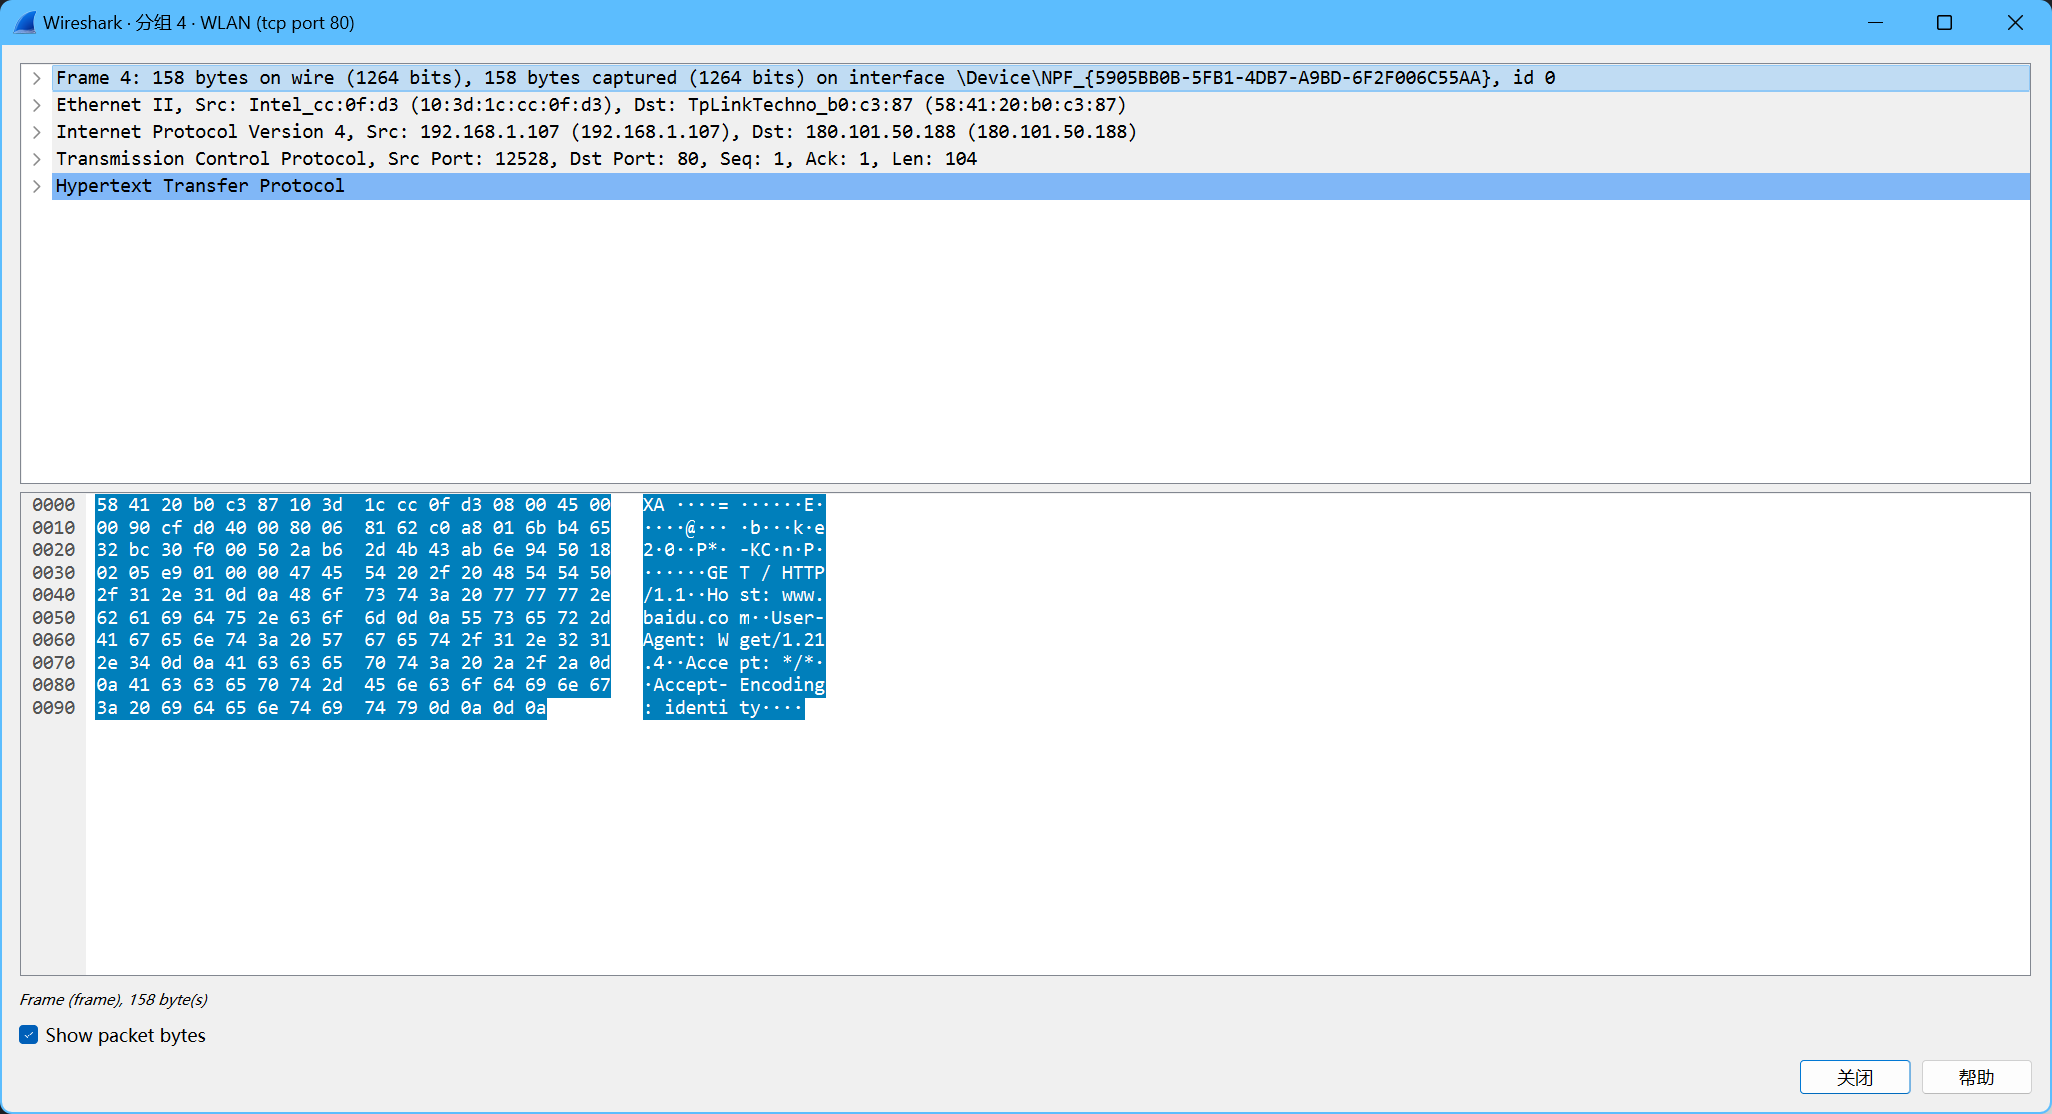 Wireshark · 分组 4 · WLAN (tcp port 80)
Frame 4: 158 bytes on wire (1264 bits), 158 bytes captured (1264 bits) on interface \Device\NPF_{5905BB0B-5FB1-4DB7-A9BD-6F2F006C55AA}, id 0
Ethernet II, Src: Intel_cc:0f:d3 (10:3d:1c:cc:0f:d3), Dst: TpLinkTechno_b0:c3:87 (58:41:20:b0:c3:87)
Internet Protocol Version 4, Src: 192.168.1.107 (192.168.1.107), Dst: 180.101.50.188 (180.101.50.188)
Transmission Control Protocol, Src Port: 12528, Dst Port: 80, Seq: 1, Ack: 1, Len: 104
Hypertext Transfer Protocol
0000 58 41 20 b0 c3 87 10 3d 1c cc 0f d3 08 00 45 00 XA ····= ······E·
0010 00 90 cf d0 40 00 80 06 81 62 c0 a8 01 6b b4 65 ····@··· ·b···k·e
0020 32 bc 30 f0 00 50 2a b6 2d 4b 43 ab 6e 94 50 18 2·0··P*· -KC·n·P·
0030 02 05 e9 01 00 00 47 45 54 20 2f 20 48 54 54 50 ······GE T / HTTP
0040 2f 31 2e 31 0d 0a 48 6f 73 74 3a 20 77 77 77 2e /1.1··Ho st: www.
0050 62 61 69 64 75 2e 63 6f 6d 0d 0a 55 73 65 72 2d baidu.co m··User-
0060 41 67 65 6e 74 3a 20 57 67 65 74 2f 31 2e 32 31 Agent: W get/1.21
0070 2e 34 0d 0a 41 63 63 65 70 74 3a 20 2a 2f 2a 0d .4··Acce pt: */*·
0080 0a 41 63 63 65 70 74 2d 45 6e 63 6f 64 69 6e 67 ·Accept- Encoding
0090 3a 20 69 64 65 6e 74 69 74 79 0d 0a 0d 0a : identi ty····
Frame (frame), 158 byte(s)
Show packet bytes
关闭 帮助